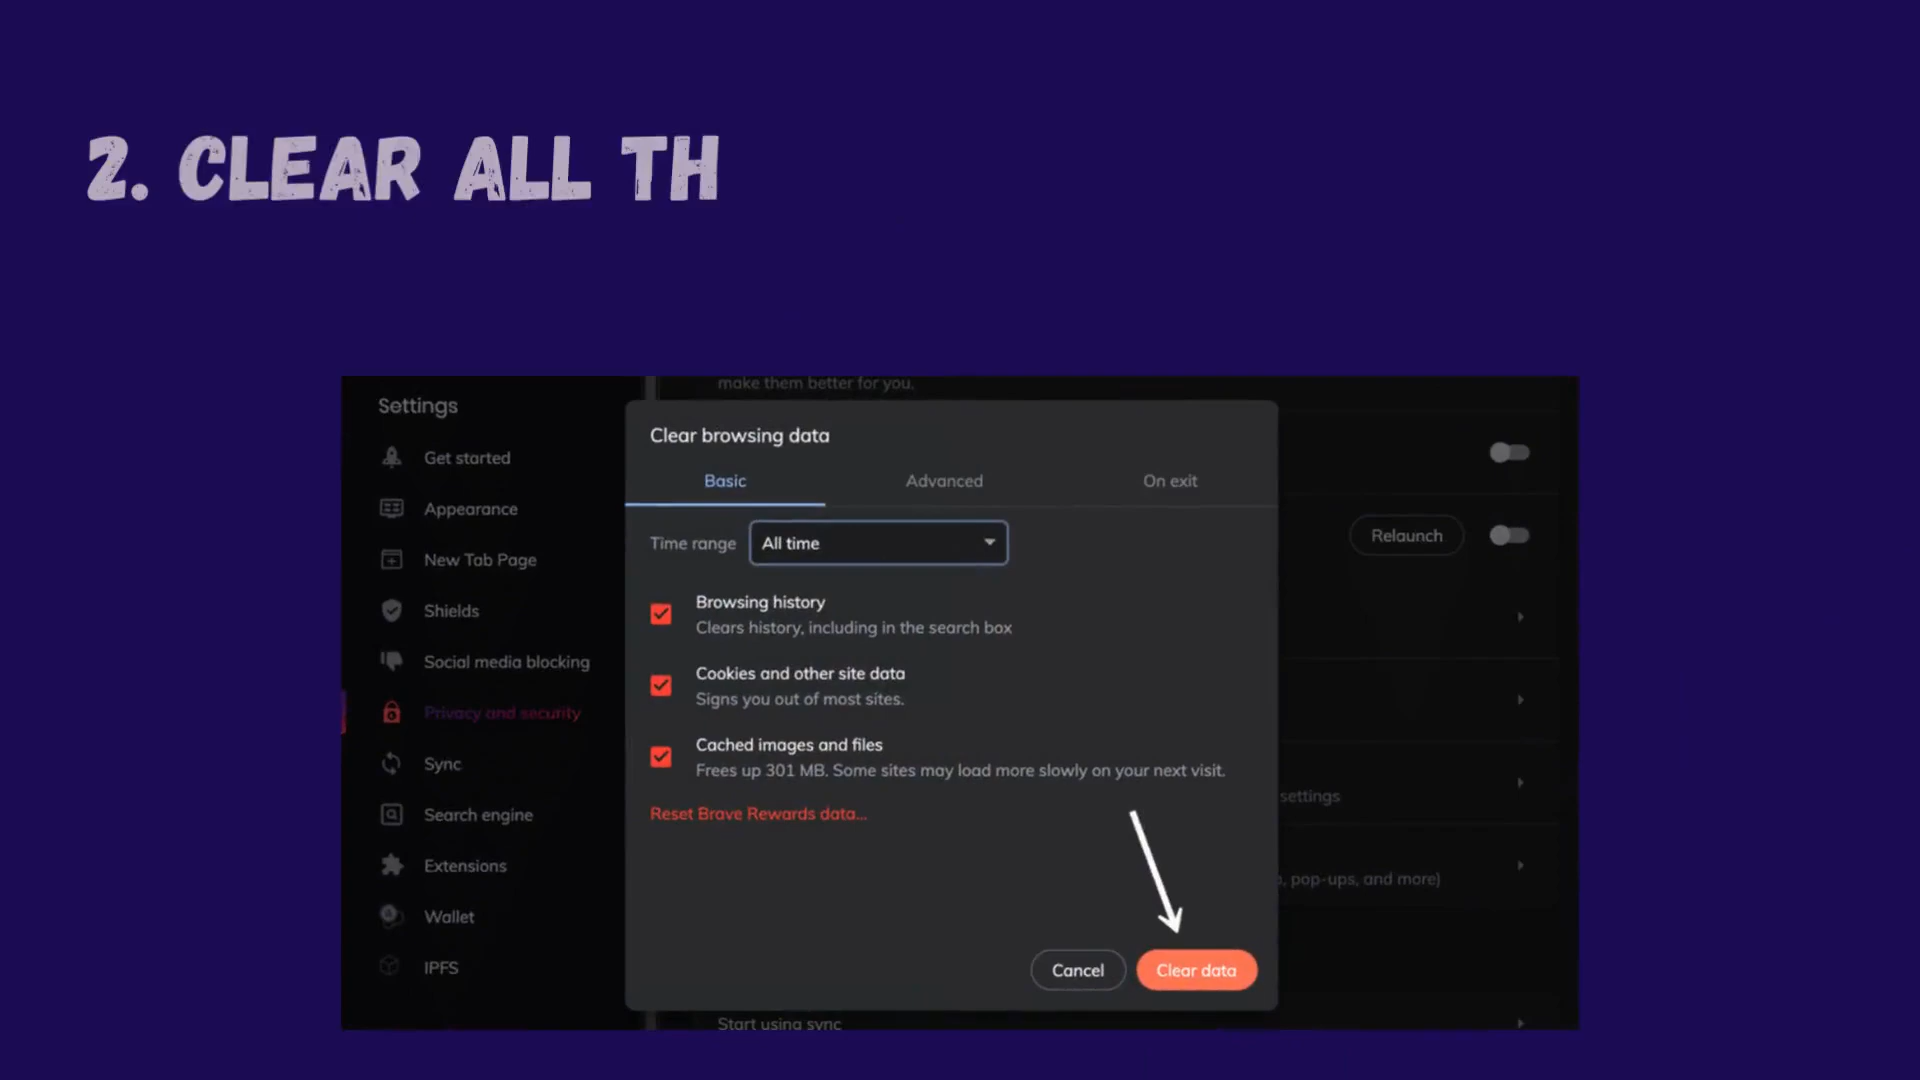 2. CLEAR ALL TH
make them better for you.
Settings
Clear browsing data
Get started
Basic
Advanced
On exit
Appearance
Time range
All time
Relaunch
New Tab Page
Browsing history
Clears history, including in the search box
Shields
Social media blocking
Cookies and other site data
Signs you out of most sites.
Privacy and security
Cached images and files
Frees up 301 MB. Some sites may load more slowly on your next visit.
Sync
settings
Search engine
Reset Brave Rewards data...
Extensions
, pop-ups, and more)
Wallet
IPFS
Cancel
Clear data
Start using sync